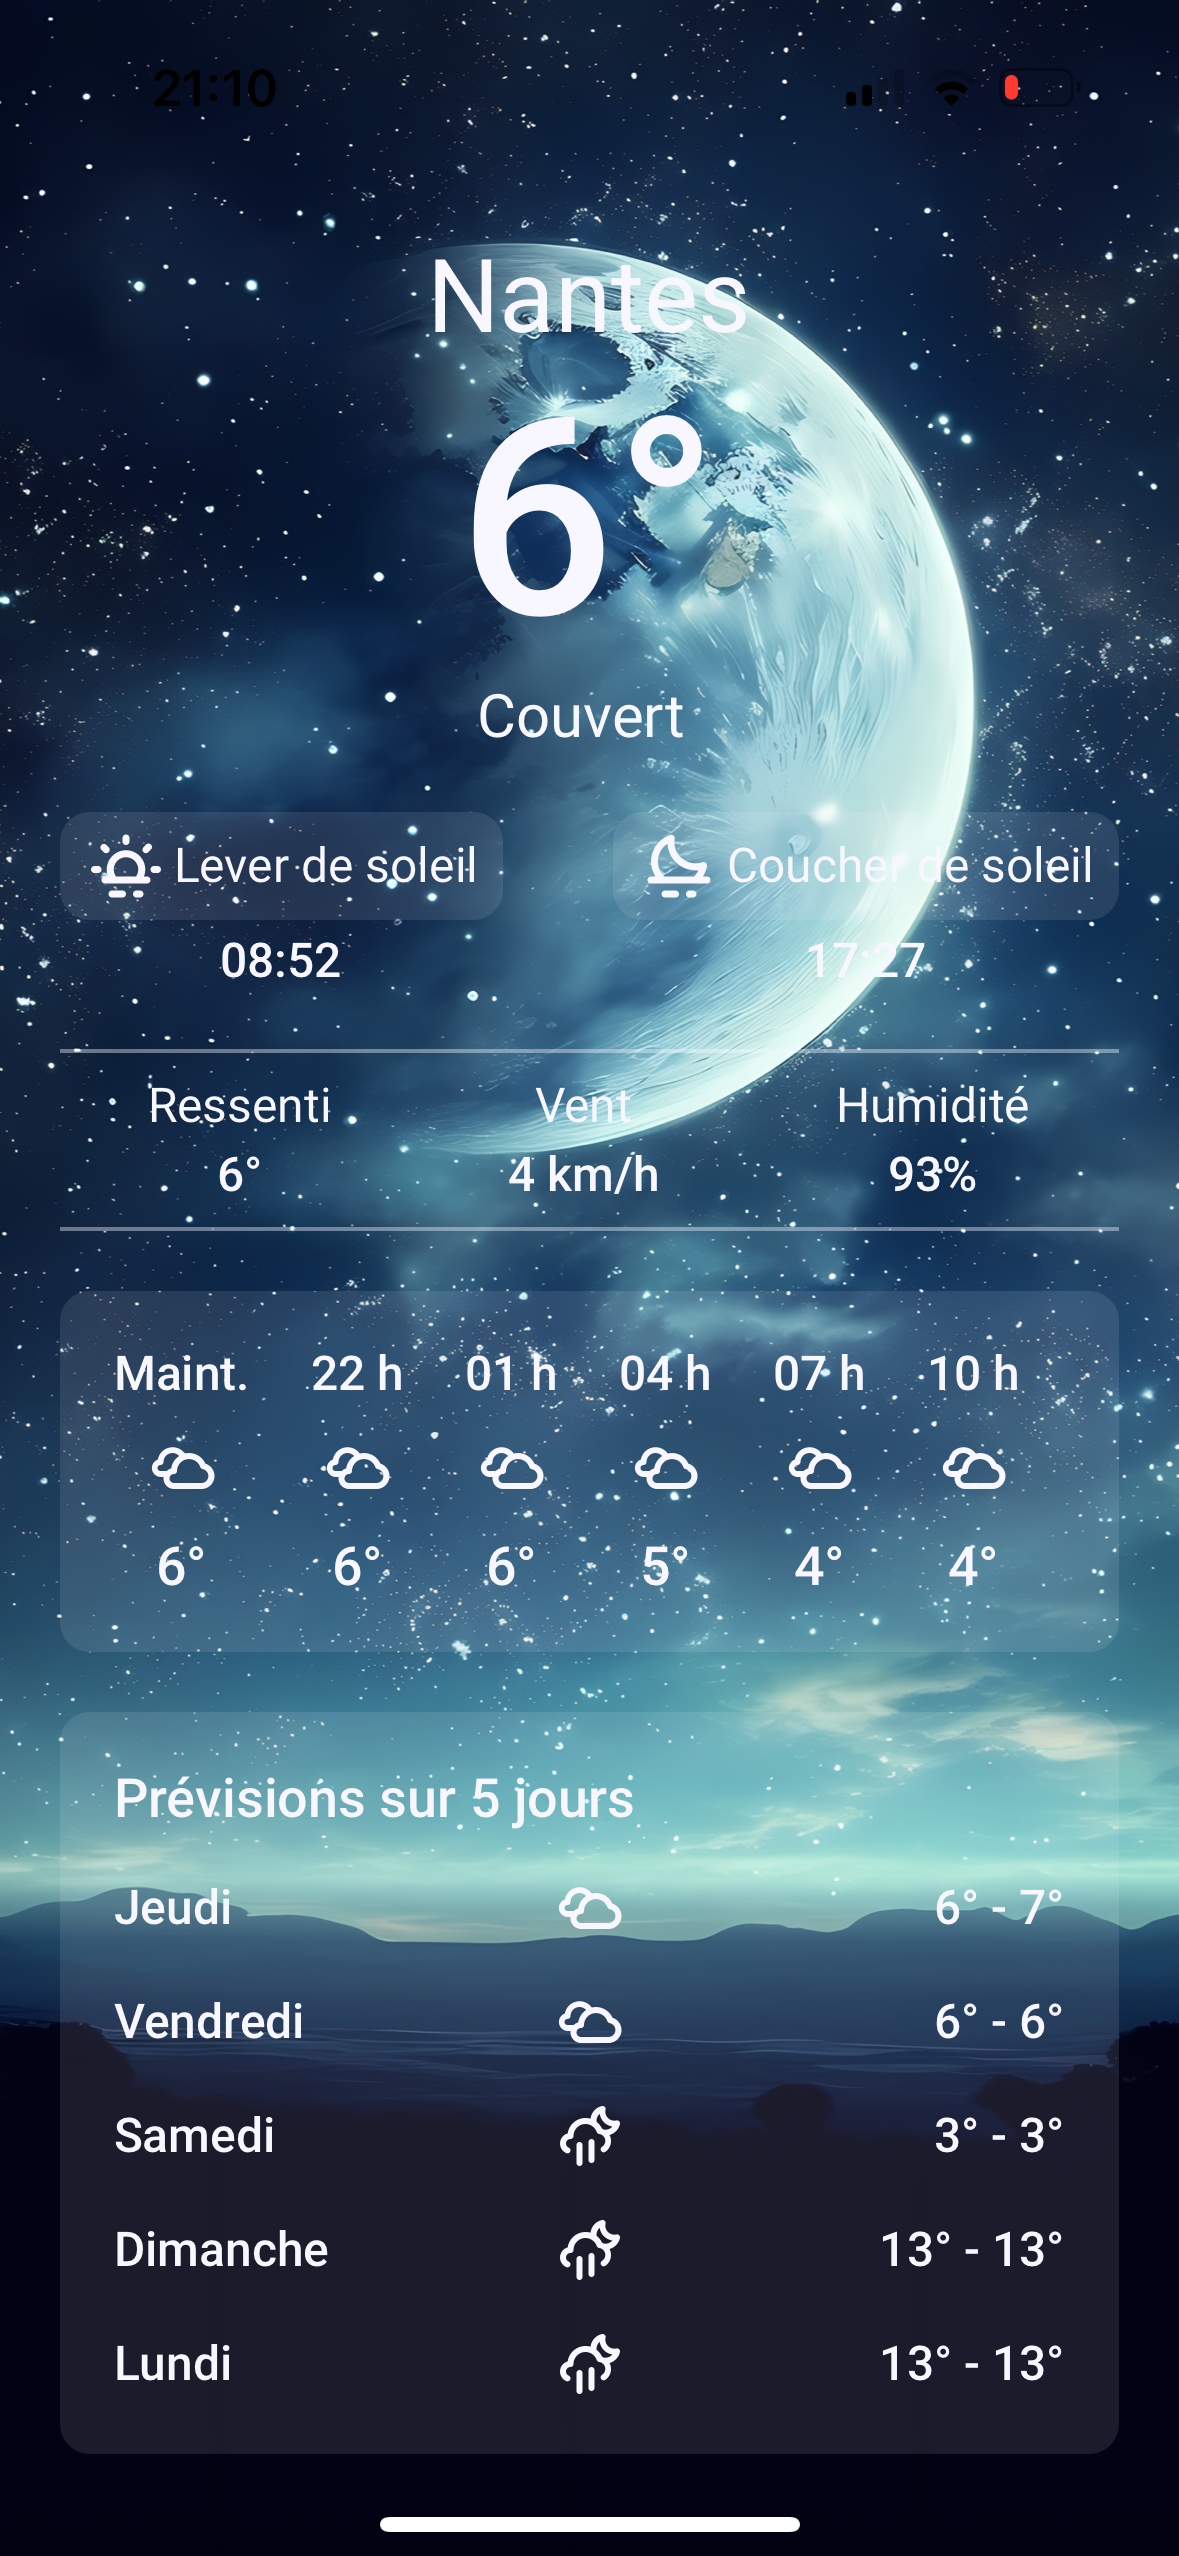 21:10
Nantes
6°
Couvert
Lever de soleil
08:52
Coucher de soleil
17:27
Ressenti Vent Humidité
6° 4 km/h 93%
Maint. 22 h 01 h 04 h 07 h 10 h
6° 6° 6° 5° 4° 4°
Prévisions sur 5 jours
Jeudi 6° - 7°
Vendredi 6° - 6°
Samedi 3° - 3°
Dimanche 13° - 13°
Lundi 13° - 13°